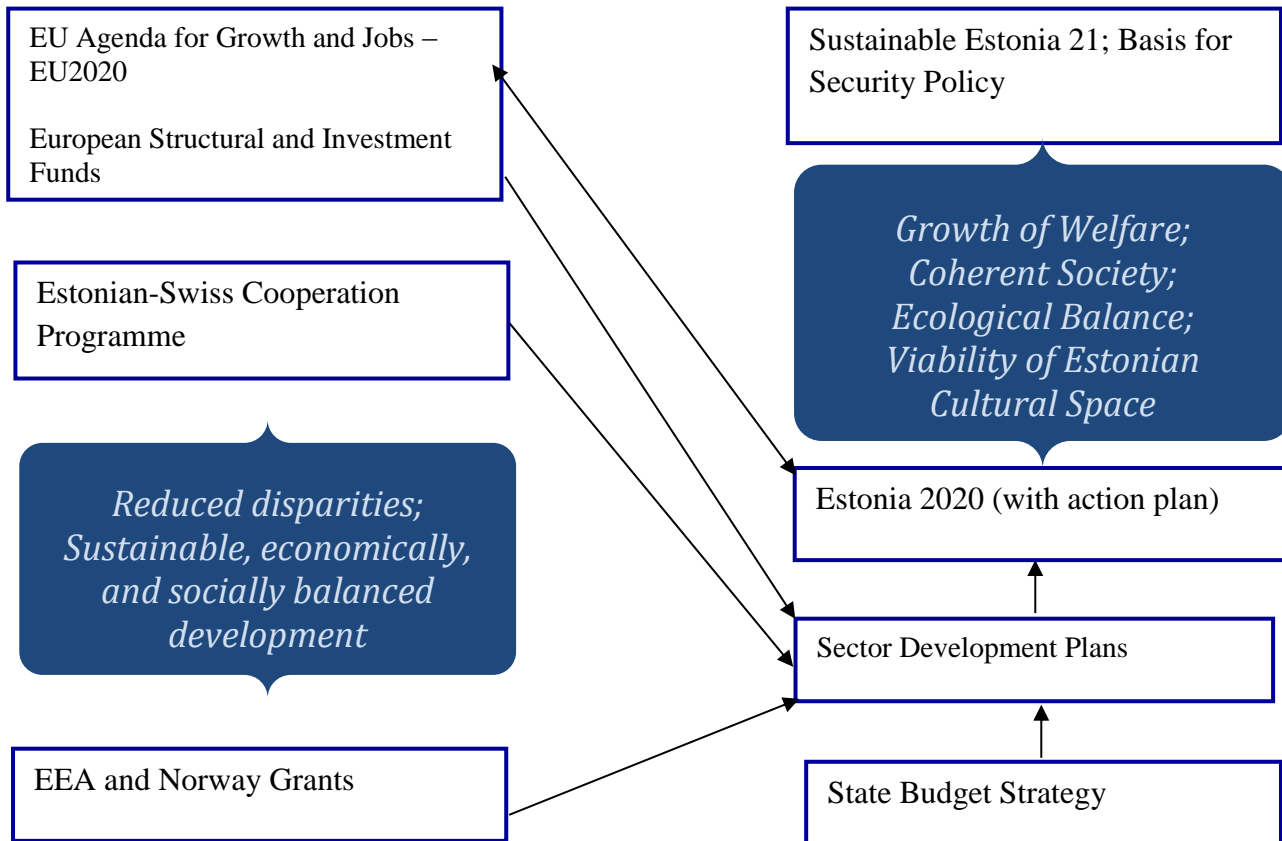 EU Agenda for Growth and Jobs –
EU2020
European Structural and Investment
Funds
Estonian-Swiss Cooperation
Programme
Reduced disparities;
Sustainable, economically,
and socially balanced
development
EEA and Norway Grants
Sustainable Estonia 21; Basis for
Security Policy
Growth of Welfare;
Coherent Society;
Ecological Balance;
Viability of Estonian
Cultural Space
Estonia 2020 (with action plan)
Sector Development Plans
State Budget Strategy